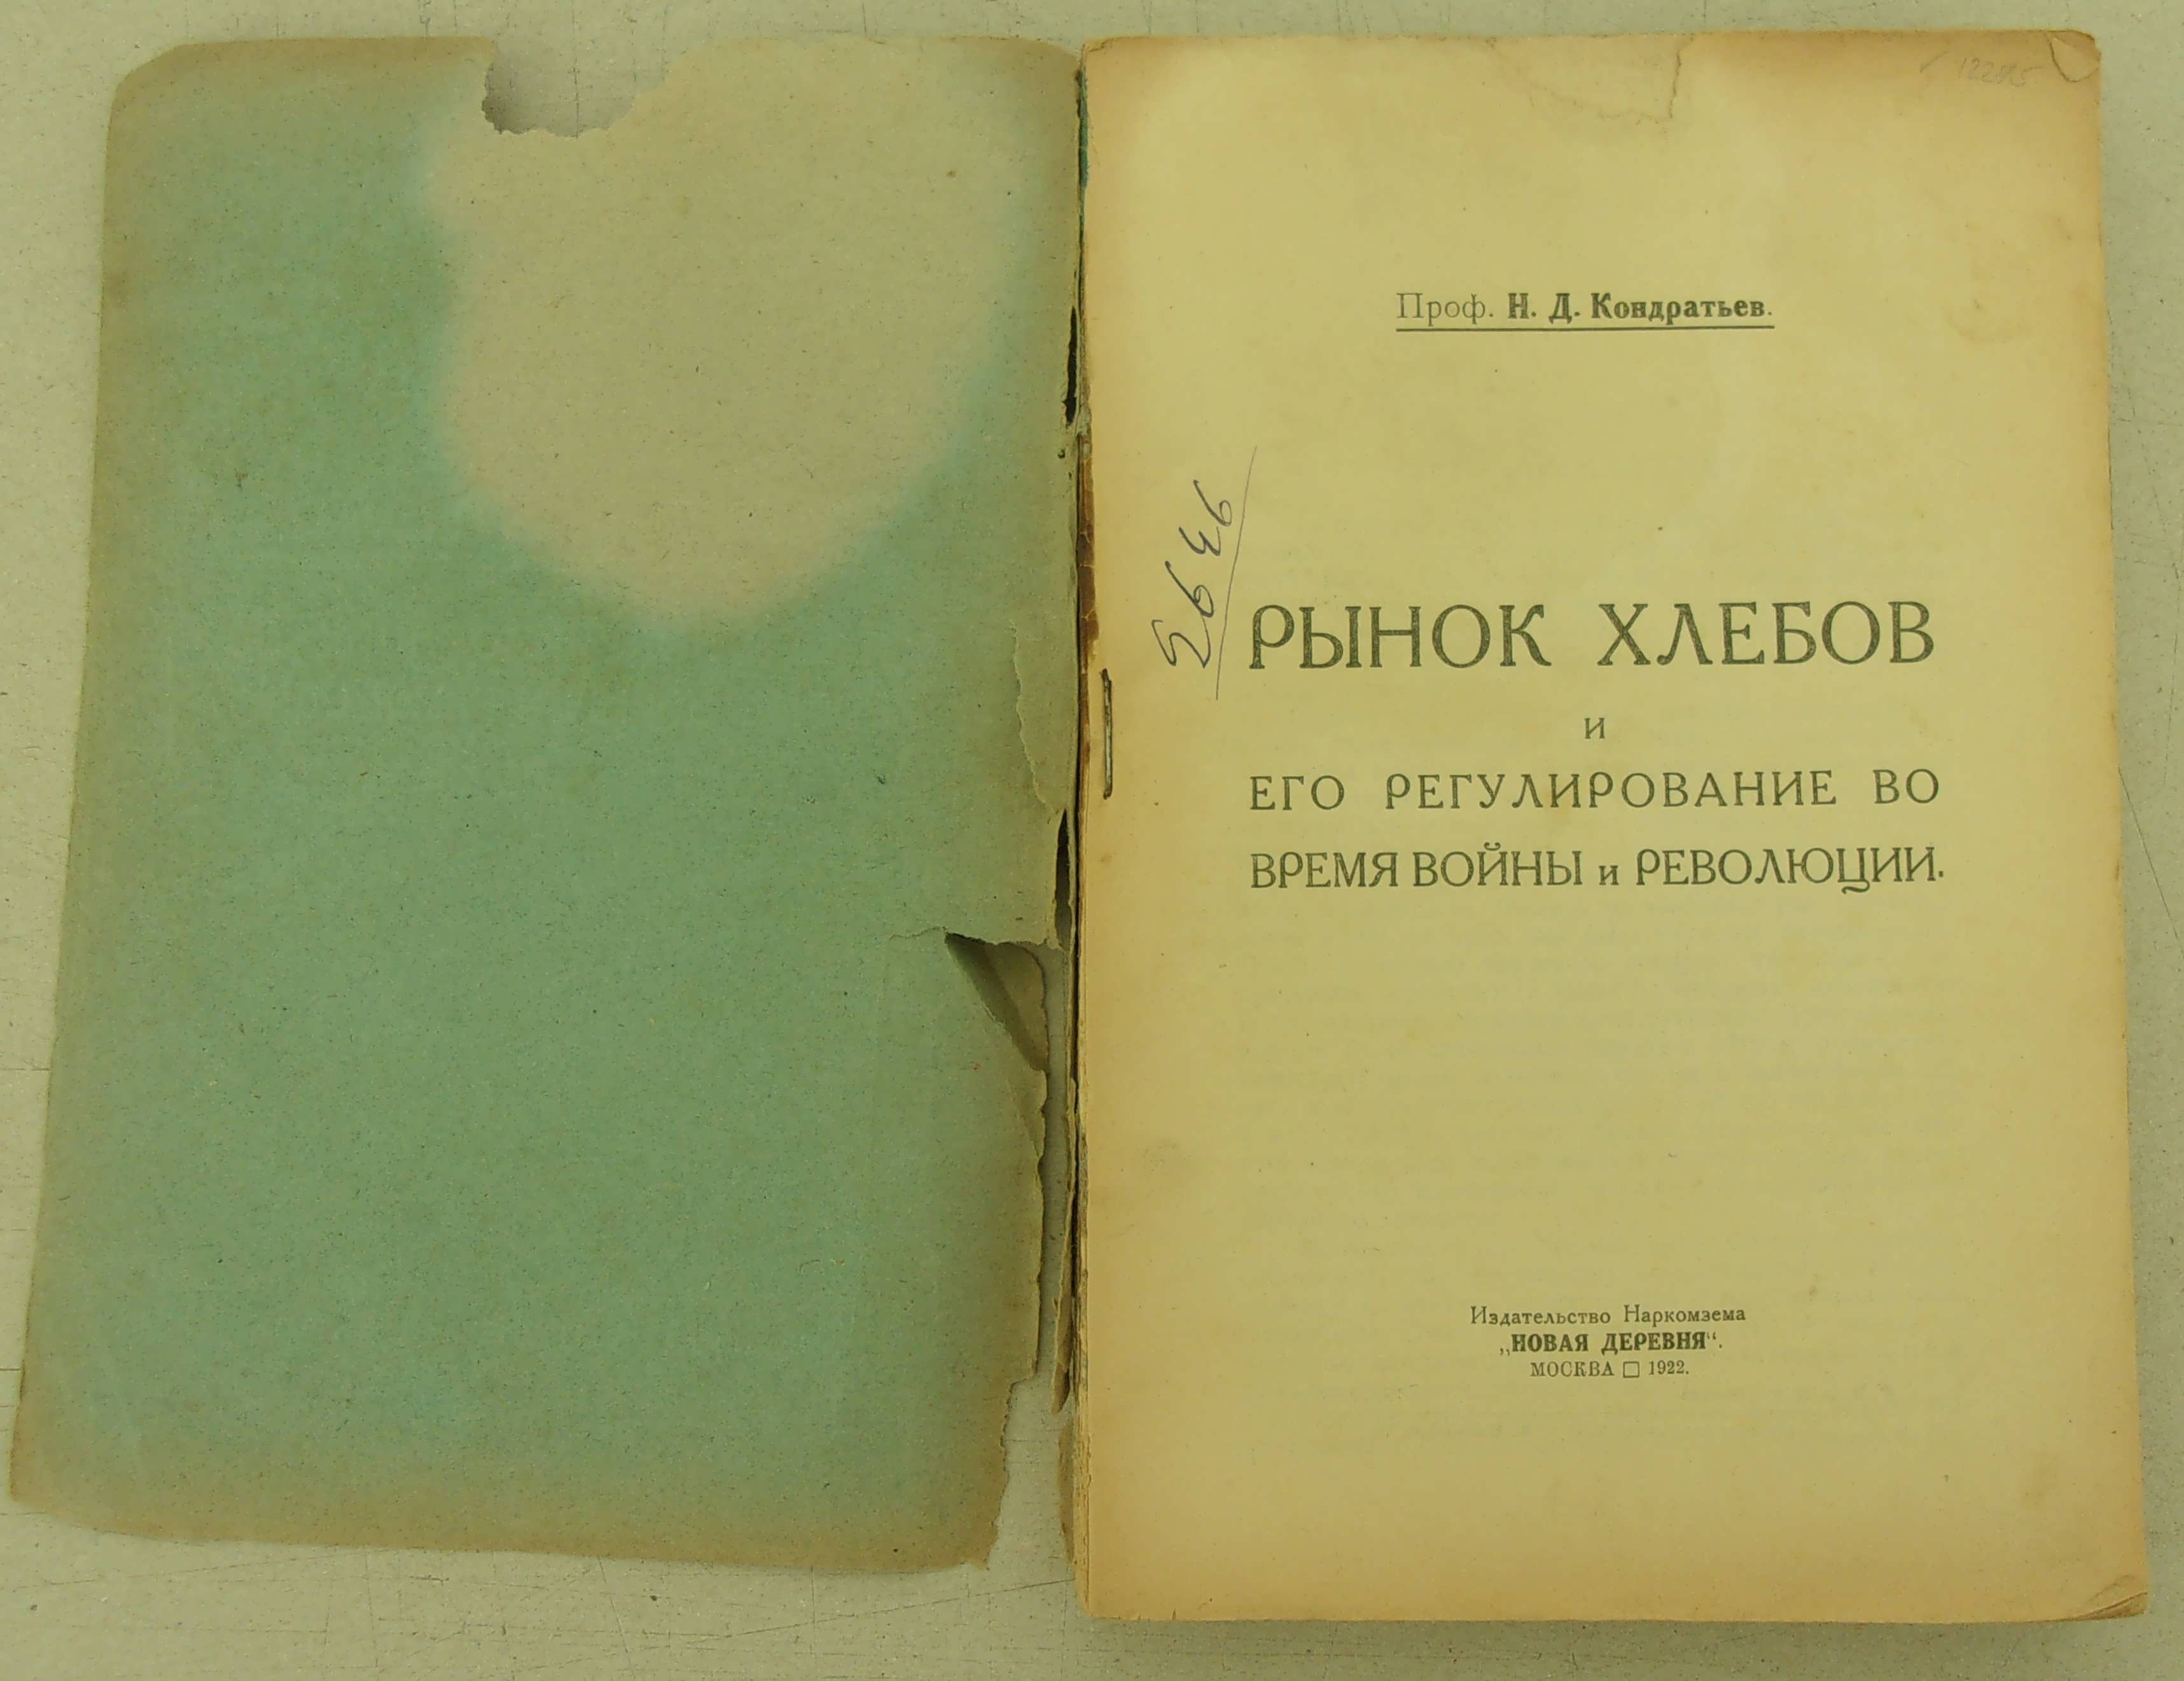 Проф. Н. Д. Кондратьев.
РЫНОК ХЛЕБОВ
и
ЕГО РЕГУЛИРОВАНИЕ ВО
ВРЕМЯ ВОЙНЫ и РЕВОЛЮЦИИ.
Издательство Наркомзема
„НОВАЯ ДЕРЕВНЯ“.
МОСКВА □ 1922.